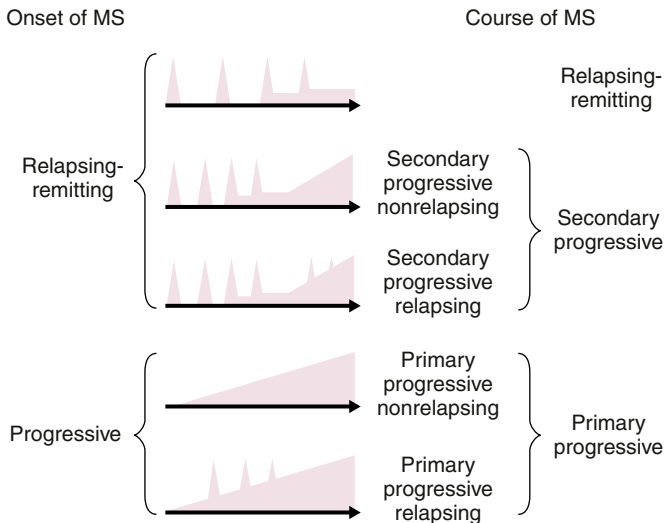 Onset of MS
Course of MS
Relapsing-
remitting
Relapsing-
remitting
Secondary
progressive
nonrelapsing
Secondary
progressive
relapsing
Secondary
progressive
Progressive
Primary
progressive
nonrelapsing
Primary
progressive
relapsing
Primary
progressive